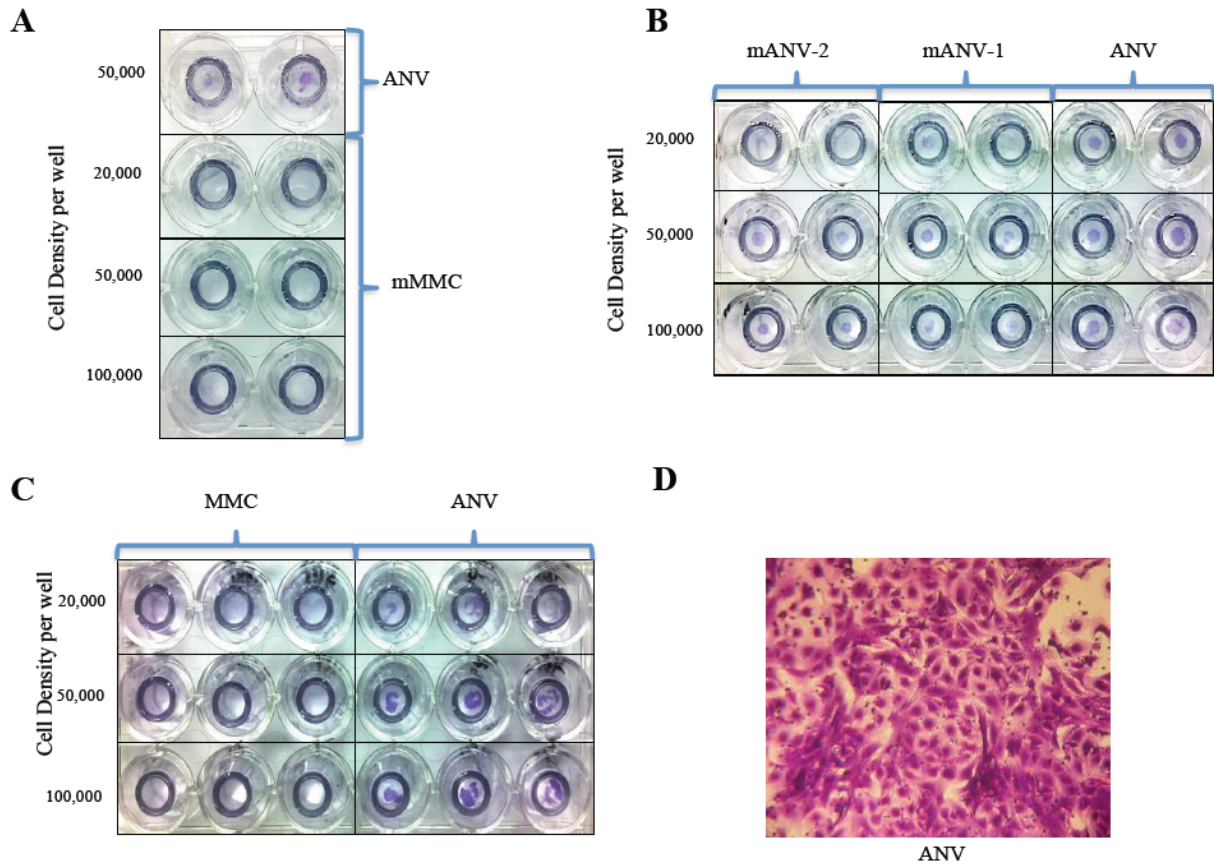 A
Cell Density per well
50,000
20,000
50,000
100,000
ANV
mMMC
B
mANV-2 mANV-1 ANV
Cell Density per well
20,000
50,000
100,000
C
MMC ANV
Cell Density per well
20,000
50,000
100,000
D
ANV